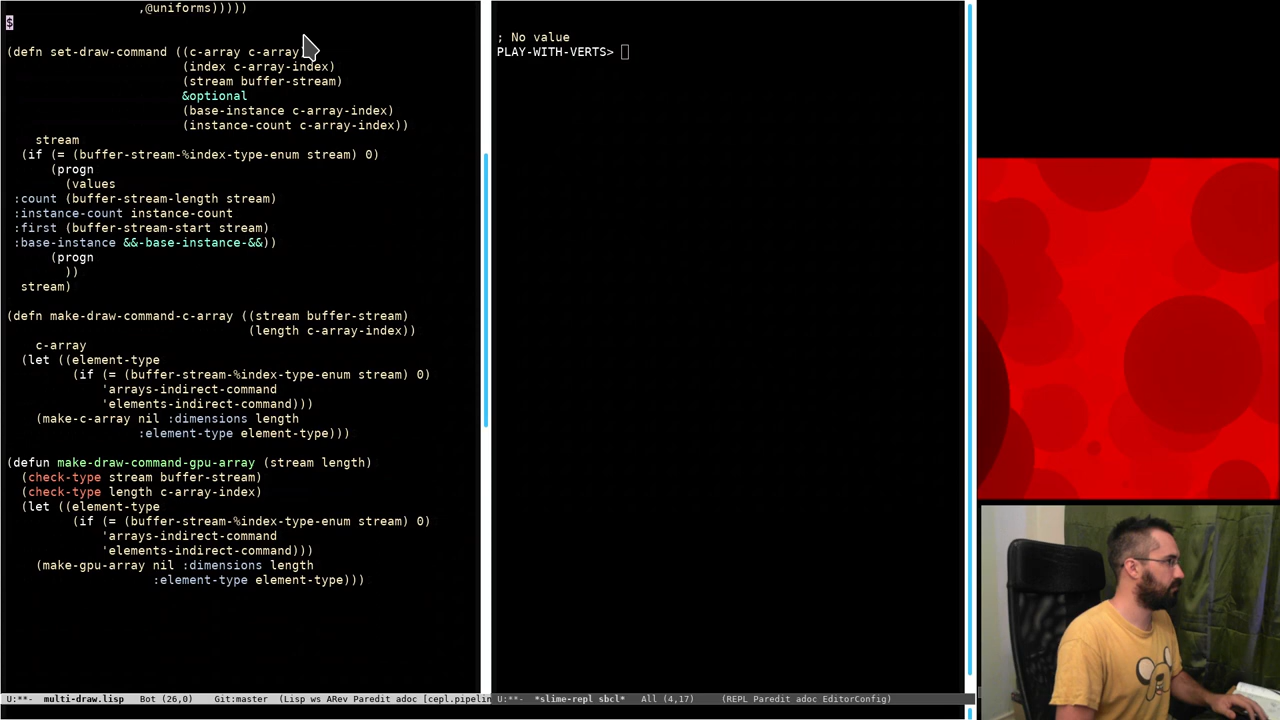 ,@uniforms)))))
$
(defn set-draw-command ((c-array c-array)
(index c-array-index)
(stream buffer-stream)
&optional
(base-instance c-array-index)
(instance-count c-array-index))
stream
(if (= (buffer-stream-%index-type-enum stream) 0)
(progn
(values
:count (buffer-stream-length stream)
:instance-count instance-count
:first (buffer-stream-start stream)
:base-instance &&-base-instance-&&))
(progn
))
stream)
(defn make-draw-command-c-array ((stream buffer-stream)
(length c-array-index))
c-array
(let ((element-type
(if (= (buffer-stream-%index-type-enum stream) 0)
'arrays-indirect-command
'elements-indirect-command)))
(make-c-array nil :dimensions length
:element-type element-type)))
(defun make-draw-command-gpu-array (stream length)
(check-type stream buffer-stream)
(check-type length c-array-index)
(let ((element-type
(if (= (buffer-stream-%index-type-enum stream) 0)
'arrays-indirect-command
'elements-indirect-command)))
(make-gpu-array nil :dimensions length
:element-type element-type)))
U:**- multi-draw.lisp Bot (26,0) Git:master (Lisp ws ARev Paredit adoc [cepl.pipelin
; No value
PLAY-WITH-VERTS>
U:**- *slime-repl sbcl* All (4,17) (REPL Paredit adoc EditorConfig)